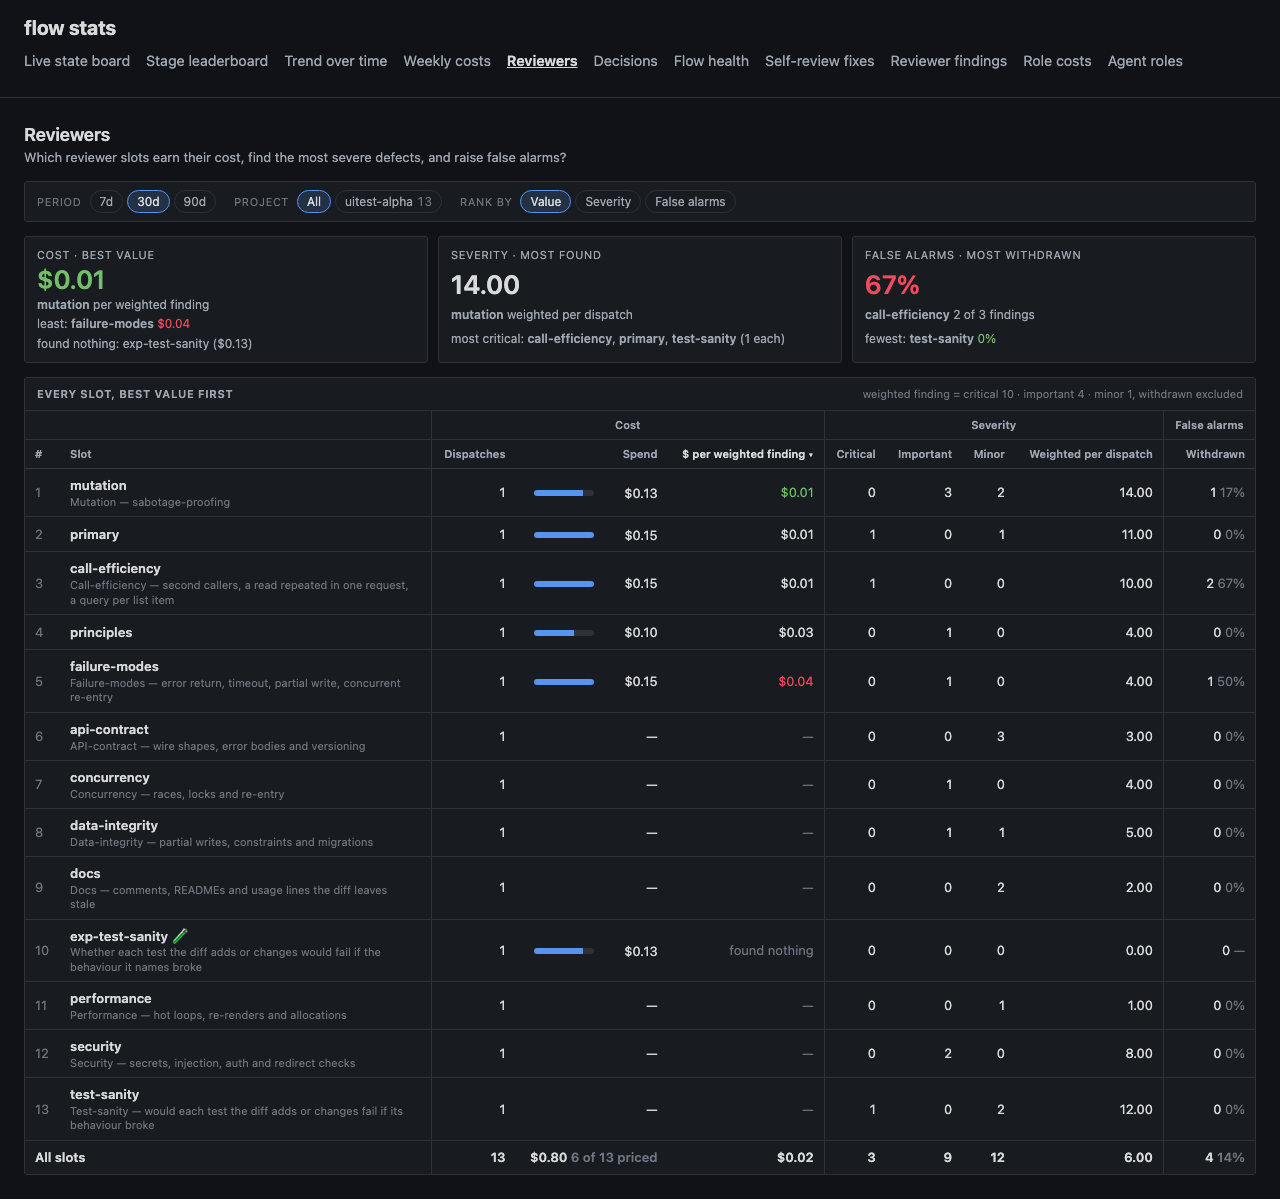 flow stats
Live state board Stage leaderboard Trend over time Weekly costs Reviewers Decisions Flow health Self-review fixes Reviewer findings Role costs Agent roles
Reviewers
Which reviewer slots earn their cost, find the most severe defects, and raise false alarms?
PERIOD 7d 30d 90d PROJECT All uitest-alpha 13 RANK BY Value Severity False alarms
COST · BEST VALUE
$0.01
mutation per weighted finding
least: failure-modes $0.04
found nothing: exp-test-sanity ($0.13)
SEVERITY · MOST FOUND
14.00
mutation weighted per dispatch
most critical: call-efficiency, primary, test-sanity (1 each)
FALSE ALARMS · MOST WITHDRAWN
67%
call-efficiency 2 of 3 findings
fewest: test-sanity 0%
EVERY SLOT, BEST VALUE FIRST weighted finding = critical 10 · important 4 · minor 1, withdrawn excluded
Cost Severity False alarms
# Slot Dispatches Spend $ per weighted finding ▾ Critical Important Minor Weighted per dispatch Withdrawn
1 mutation 1 $0.13 $0.01 0 3 2 14.00 1 17%
Mutation — sabotage-proofing
2 primary 1 $0.15 $0.01 1 0 1 11.00 0 0%
3 call-efficiency 1 $0.15 $0.01 1 0 0 10.00 2 67%
Call-efficiency — second callers, a read repeated in one request,
a query per list item
4 principles 1 $0.10 $0.03 0 1 0 4.00 0 0%
5 failure-modes 1 $0.15 $0.04 0 1 0 4.00 1 50%
Failure-modes — error return, timeout, partial write, concurrent
re-entry
6 api-contract 1 — — 0 0 3 3.00 0 0%
API-contract — wire shapes, error bodies and versioning
7 concurrency 1 — — 0 1 0 4.00 0 0%
Concurrency — races, locks and re-entry
8 data-integrity 1 — — 0 1 1 5.00 0 0%
Data-integrity — partial writes, constraints and migrations
9 docs 1 — — 0 0 2 2.00 0 0%
Docs — comments, READMEs and usage lines the diff leaves
stale
10 exp-test-sanity 1 $0.13 found nothing 0 0 0 0.00 0 —
Whether each test the diff adds or changes would fail if the
behaviour it names broke
11 performance 1 — — 0 0 1 1.00 0 0%
Performance — hot loops, re-renders and allocations
12 security 1 — — 0 2 0 8.00 0 0%
Security — secrets, injection, auth and redirect checks
13 test-sanity 1 — — 1 0 2 12.00 0 0%
Test-sanity — would each test the diff adds or changes fail if its
behaviour broke
All slots 13 $0.80 6 of 13 priced $0.02 3 9 12 6.00 4 14%